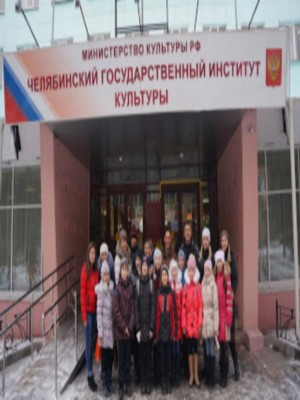 МИНИСТЕРСТВО КУЛЬТУРЫ РФ
ЧЕЛЯБИНСКИЙ ГОСУДАРСТВЕННЫЙ ИНСТИТУТ
КУЛЬТУРЫ